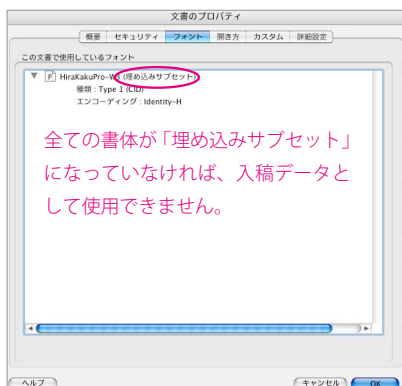 文書のプロパティ
概要 セキュリティ フォント 開き方 カスタム 詳細設定
この文書で使用しているフォント
HiraKakuPro-W3 (埋め込みサブセット)
種類 : Type 1 (CID)
エンコーディング : Identity-H
全ての書体が「埋め込みサブセット」
になっていなければ、入稿データと
して使用できません。
ヘルプ キャンセル OK